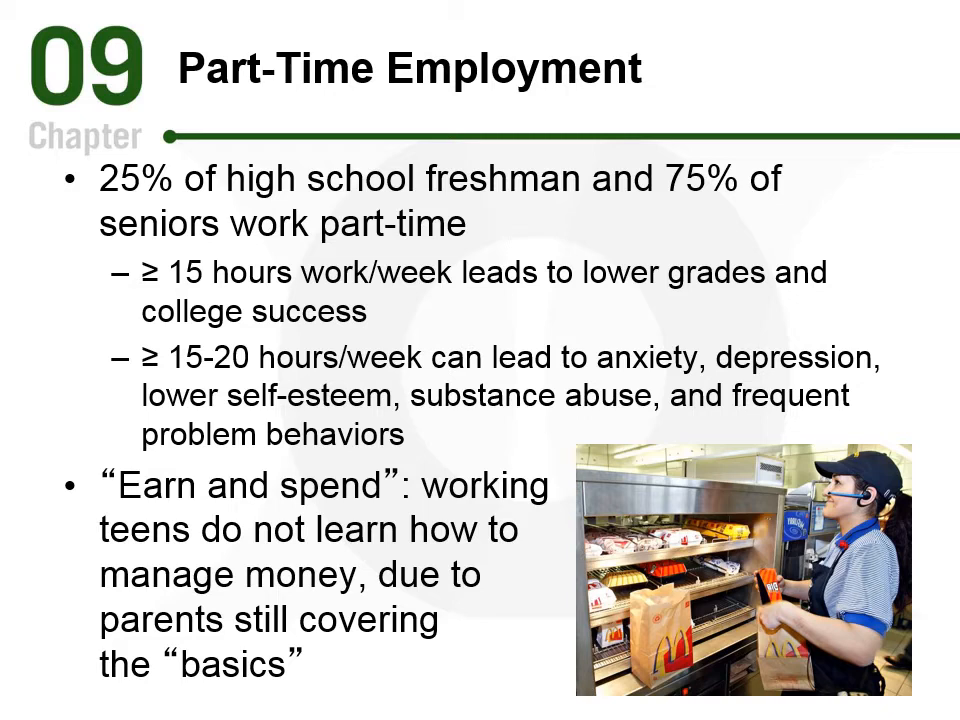 09
Chapter
Part-Time Employment
• 25% of high school freshman and 75% of
seniors work part-time
– ≥ 15 hours work/week leads to lower grades and
college success
– ≥ 15-20 hours/week can lead to anxiety, depression,
lower self-esteem, substance abuse, and frequent
problem behaviors
• “Earn and spend”: working
teens do not learn how to
manage money, due to
parents still covering
the “basics”